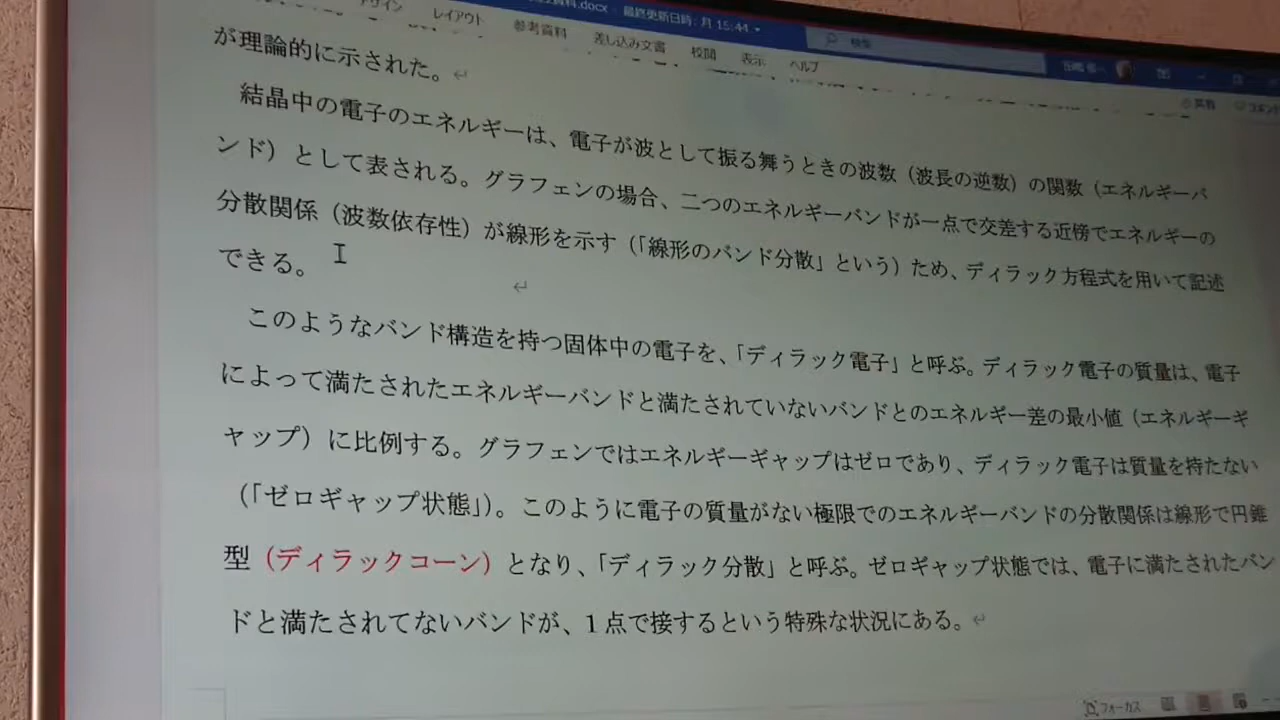 デザイン レイアウト 参考資料 差し込み文書 校閲 表示 ヘルプ
資料.docx ・ 最終更新日時: 月 15:44
検索
共有
が理論的に示された。
結晶中の電子のエネルギーは、電子が波として振る舞うときの波数（波長の逆数）の関数（エネルギーバ
ンド）として表される。グラフェンの場合、二つのエネルギーバンドが一点で交差する近傍でエネルギーの
分散関係（波数依存性）が線形を示す（「線形のバンド分散」という）ため、ディラック方程式を用いて記述
できる。
このようなバンド構造を持つ固体中の電子を、「ディラック電子」と呼ぶ。ディラック電子の質量は、電子
によって満たされたエネルギーバンドと満たされていないバンドとのエネルギー差の最小値（エネルギーギ
ャップ）に比例する。グラフェンではエネルギーギャップはゼロであり、ディラック電子は質量を持たない
（「ゼロギャップ状態」）。このように電子の質量がない極限でのエネルギーバンドの分散関係は線形で円錐
型（ディラックコーン）となり、「ディラック分散」と呼ぶ。ゼロギャップ状態では、電子に満たされたバン
ドと満たされてないバンドが、１点で接するという特殊な状況にある。
フォーカス